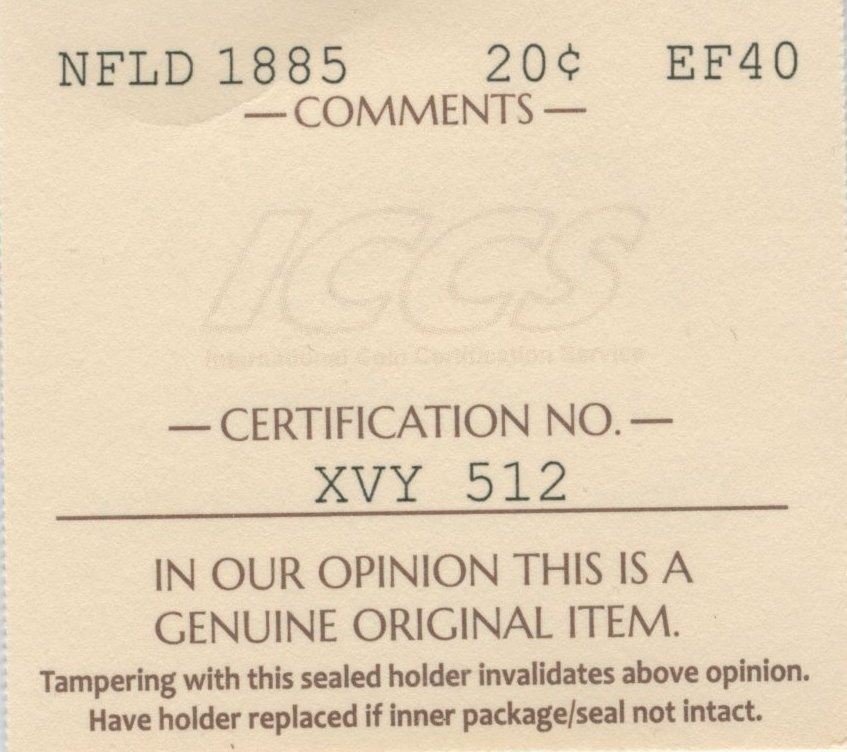 NFLD 1885 20¢ EF40
— COMMENTS —
ICCS
International Coin Certification Service
— CERTIFICATION NO. —
XVY 512
IN OUR OPINION THIS IS A
GENUINE ORIGINAL ITEM.
Tampering with this sealed holder invalidates above opinion.
Have holder replaced if inner package/seal not intact.